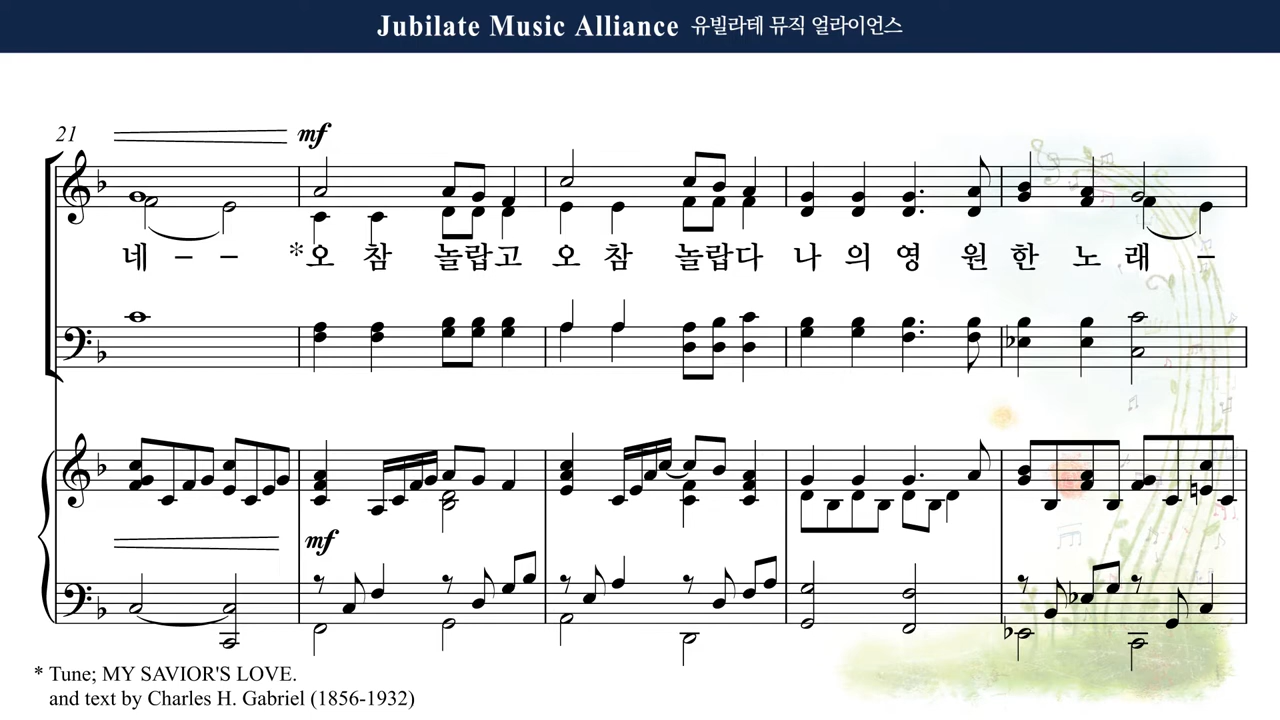 Jubilate Music Alliance 유빌라테 뮤직 얼라이언스
21
mf
네 – – *오 참 놀랍고 오 참 놀랍다 나 의 영 원 한 노 래 –
mf
* Tune; MY SAVIOR'S LOVE.
and text by Charles H. Gabriel (1856-1932)